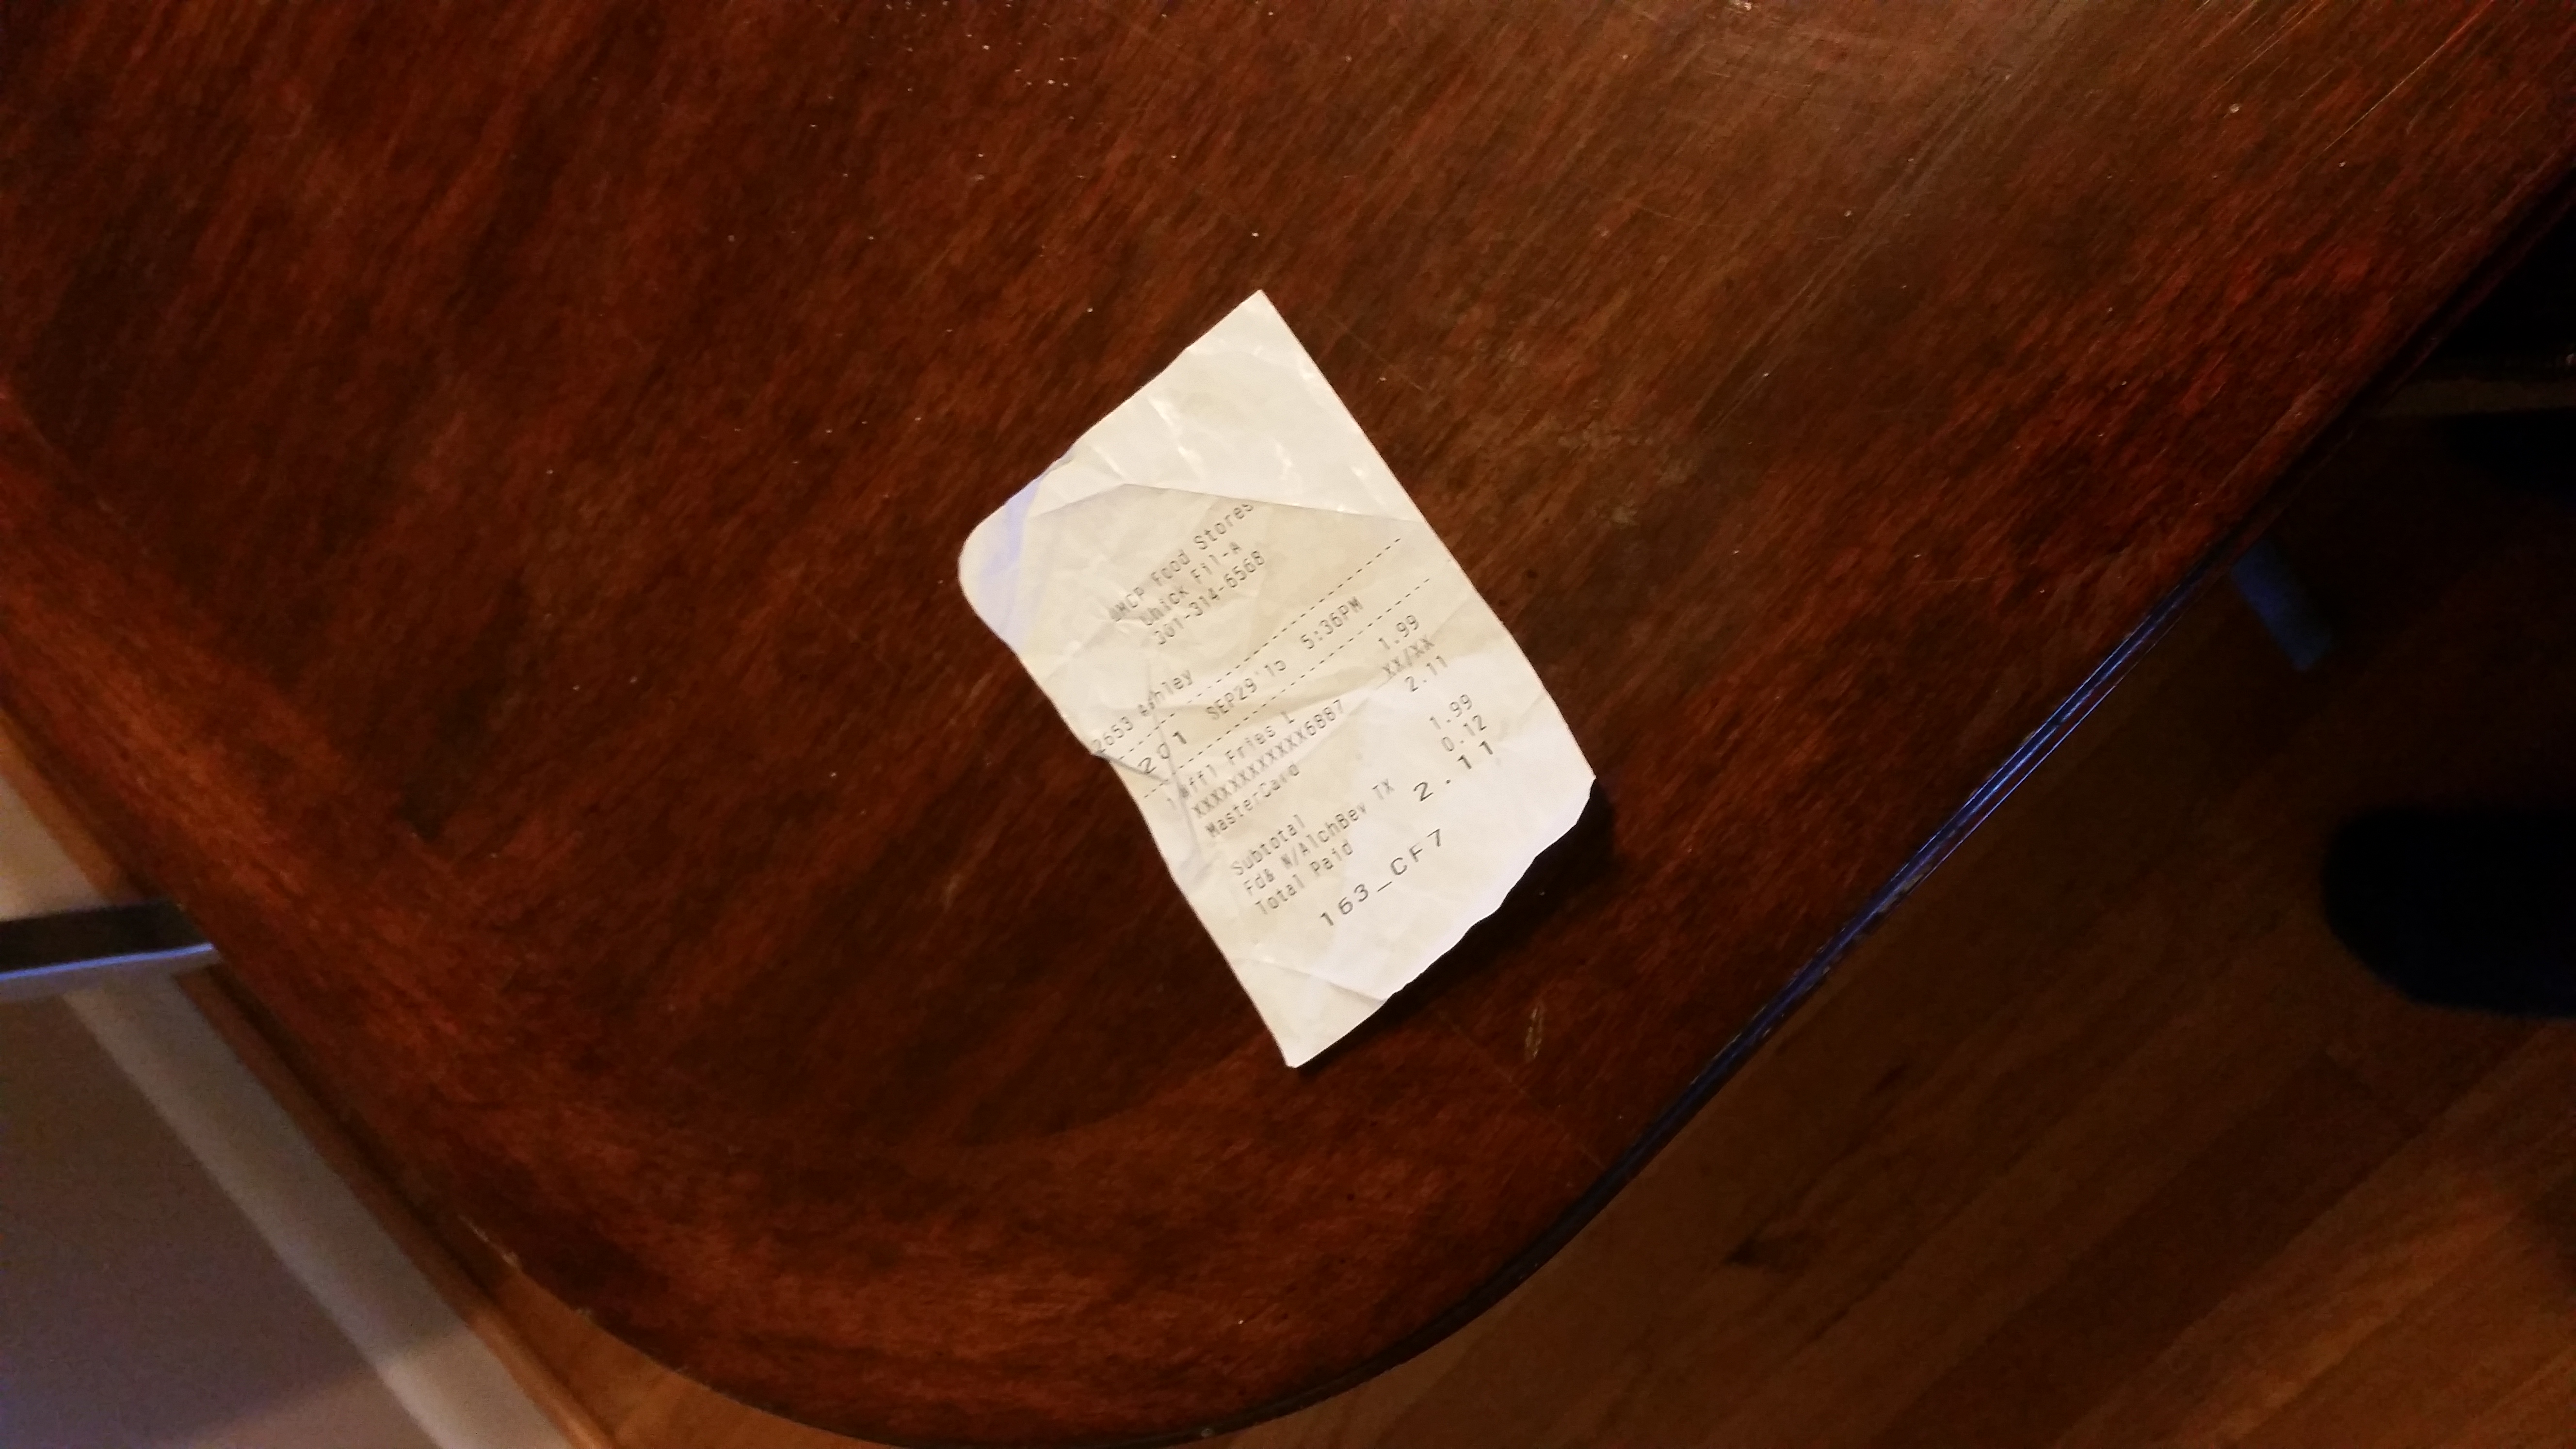 UMCP Food Stores
Chick Fil-A
301-314-6568
2653 Ashley
201 SEP29'15 5:36PM
1 Waffl Fries L 1.99
XXXXXXXXXXXX6887 XX/XX
MasterCard 2.11
Subtotal 1.99
Fd& N/AlchBev TX 0.12
Total Paid 2.11
163_CF7